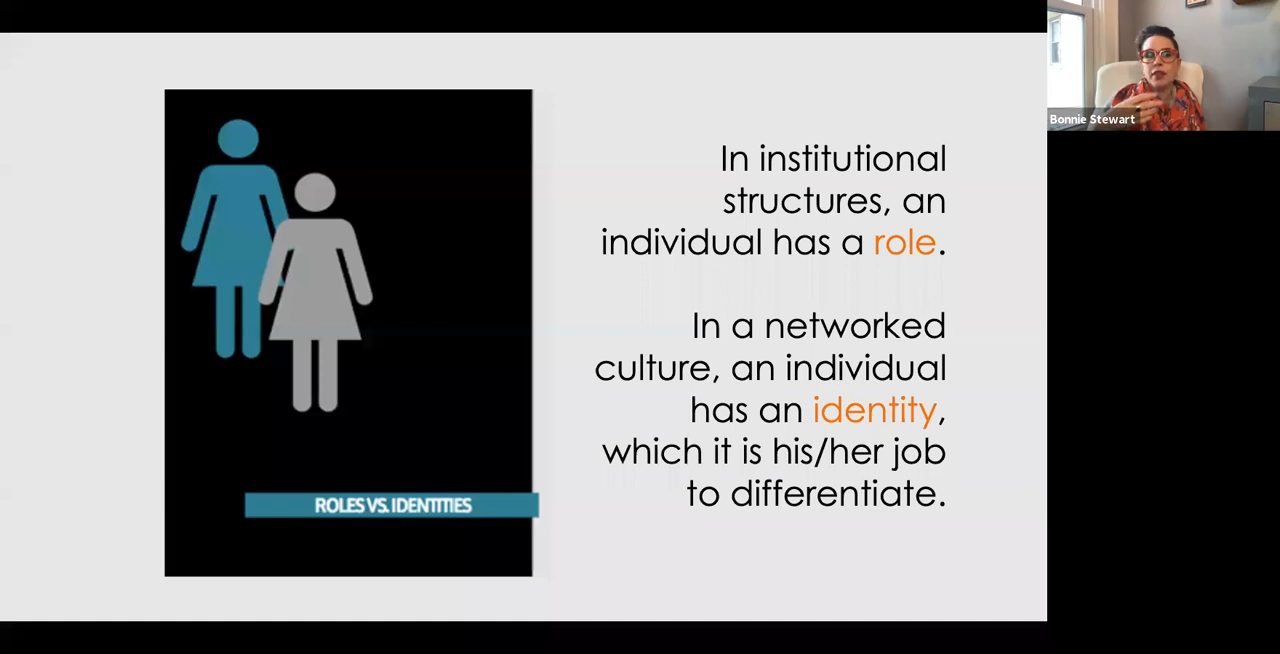 Bonnie Stewart
In institutional
structures, an
individual has a role.
In a networked
culture, an individual
has an identity,
which it is his/her job
to differentiate.
ROLES VS. IDENTITIES